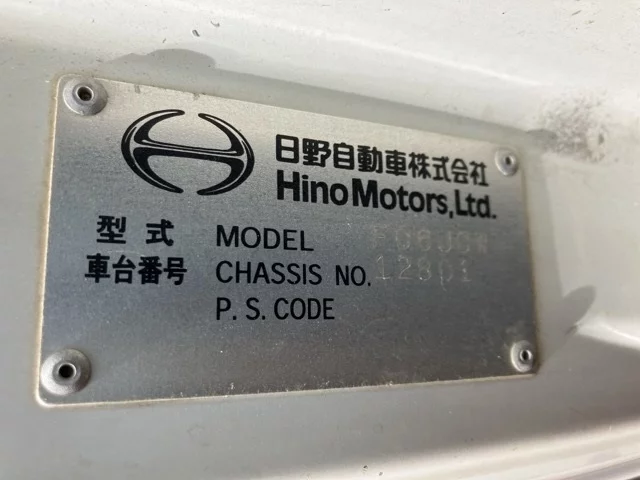 日野自動車株式会社
Hino Motors, Ltd.
型式 MODEL
車台番号 CHASSIS NO.
P. S. CODE